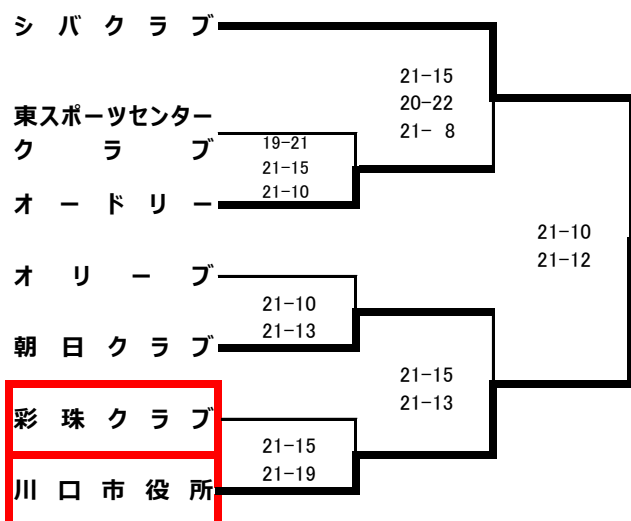 シバクラブ
21-15
20-22
21- 8
東スポーツセンター
クラブ
19-21
21-15
21-10
オードリー
21-10
21-12
オリーブ
21-10
21-13
朝日クラブ
21-15
21-13
彩珠クラブ
21-15
21-19
川口市役所